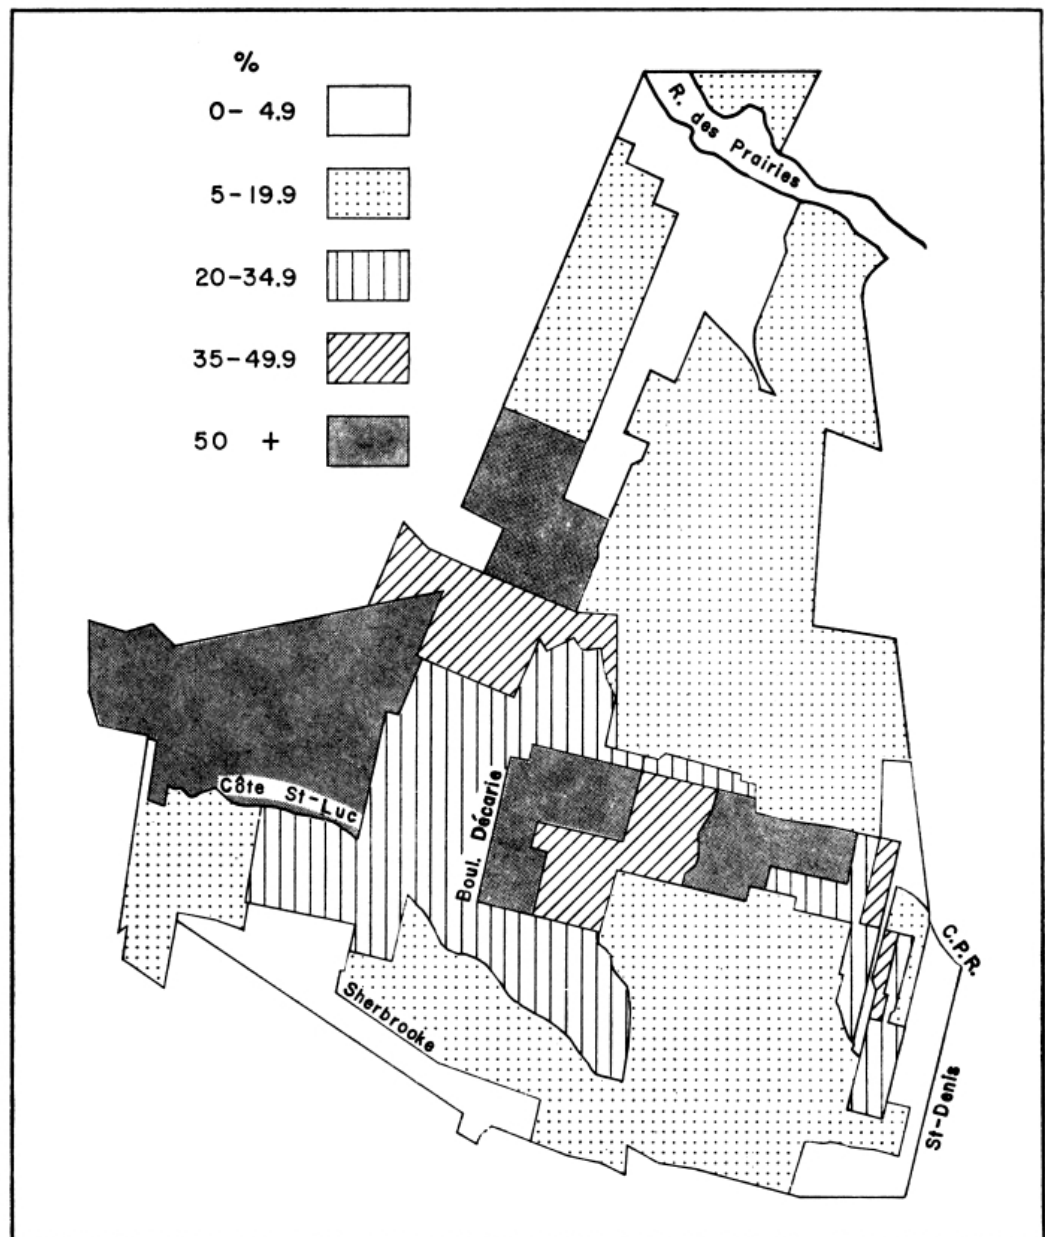 %
0 - 4.9
5 - 19.9
20 - 34.9
35 - 49.9
50 +
R. des Prairies
Côte St-Luc
Boul. Décarie
Sherbrooke
C.P.R.
St-Denis